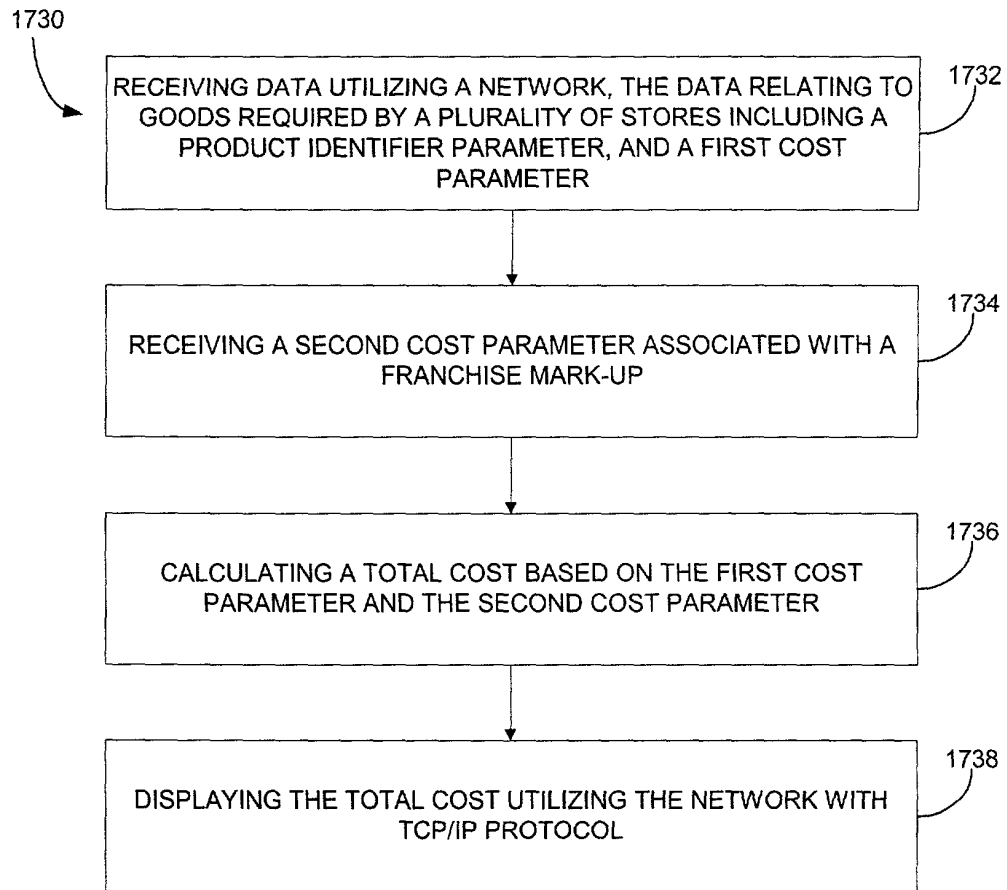 1730
1732
RECEIVING DATA UTILIZING A NETWORK, THE DATA RELATING TO
GOODS REQUIRED BY A PLURALITY OF STORES INCLUDING A
PRODUCT IDENTIFIER PARAMETER, AND A FIRST COST
PARAMETER
1734
RECEIVING A SECOND COST PARAMETER ASSOCIATED WITH A
FRANCHISE MARK-UP
1736
CALCULATING A TOTAL COST BASED ON THE FIRST COST
PARAMETER AND THE SECOND COST PARAMETER
1738
DISPLAYING THE TOTAL COST UTILIZING THE NETWORK WITH
TCP/IP PROTOCOL